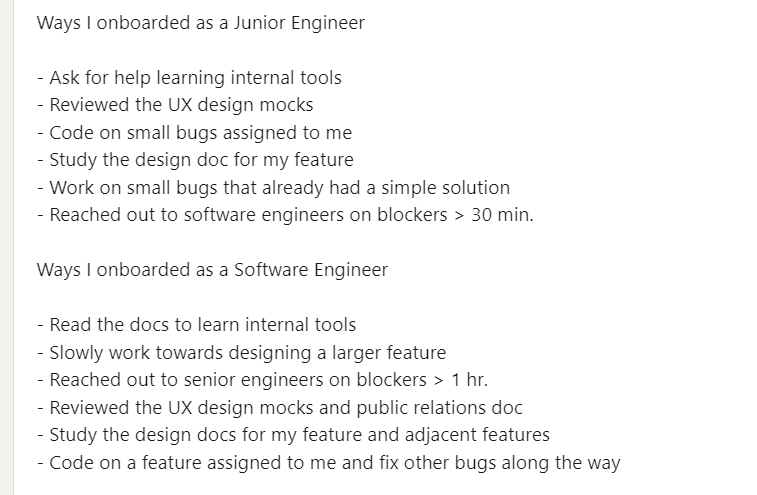 Ways I onboarded as a Junior Engineer
- Ask for help learning internal tools
- Reviewed the UX design mocks
- Code on small bugs assigned to me
- Study the design doc for my feature
- Work on small bugs that already had a simple solution
- Reached out to software engineers on blockers > 30 min.
Ways I onboarded as a Software Engineer
- Read the docs to learn internal tools
- Slowly work towards designing a larger feature
- Reached out to senior engineers on blockers > 1 hr.
- Reviewed the UX design mocks and public relations doc
- Study the design docs for my feature and adjacent features
- Code on a feature assigned to me and fix other bugs along the way